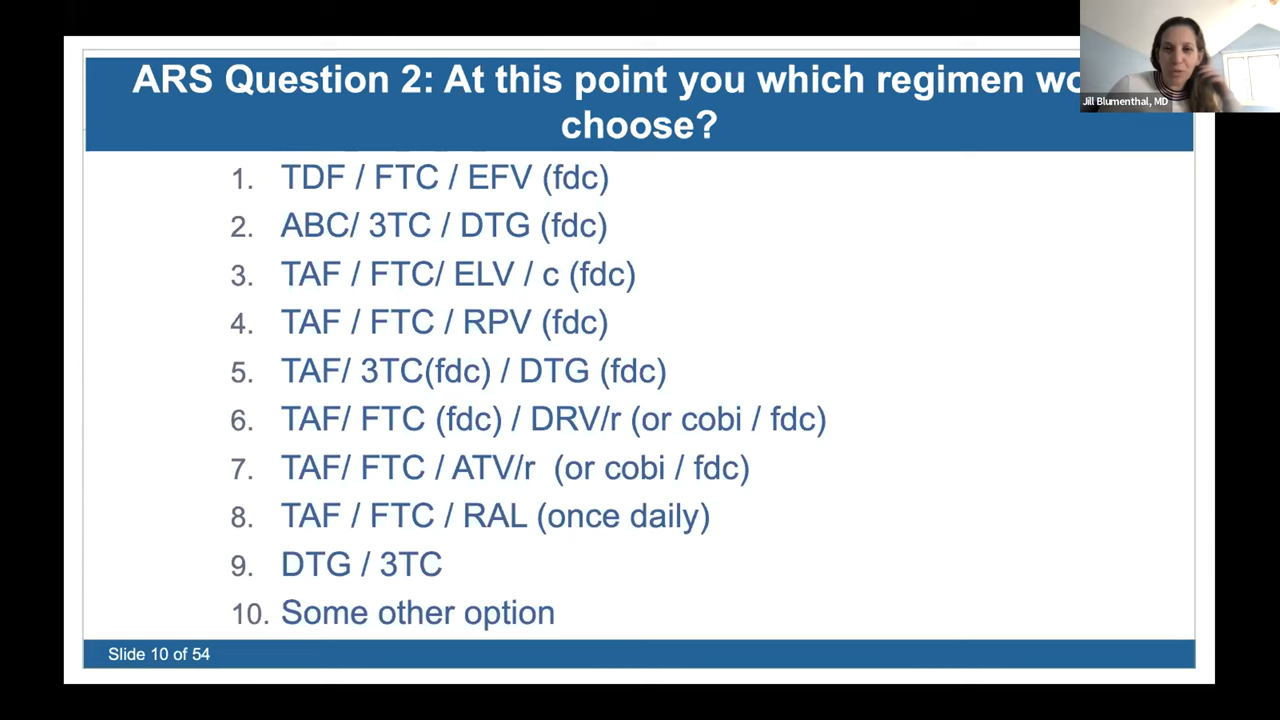 ARS Question 2: At this point you which regimen wo
choose?
Jill Blumenthal, MD
1. TDF / FTC / EFV (fdc)
2. ABC/ 3TC / DTG (fdc)
3. TAF / FTC/ ELV / c (fdc)
4. TAF / FTC / RPV (fdc)
5. TAF/ 3TC(fdc) / DTG (fdc)
6. TAF/ FTC (fdc) / DRV/r (or cobi / fdc)
7. TAF/ FTC / ATV/r (or cobi / fdc)
8. TAF / FTC / RAL (once daily)
9. DTG / 3TC
10. Some other option
Slide 10 of 54